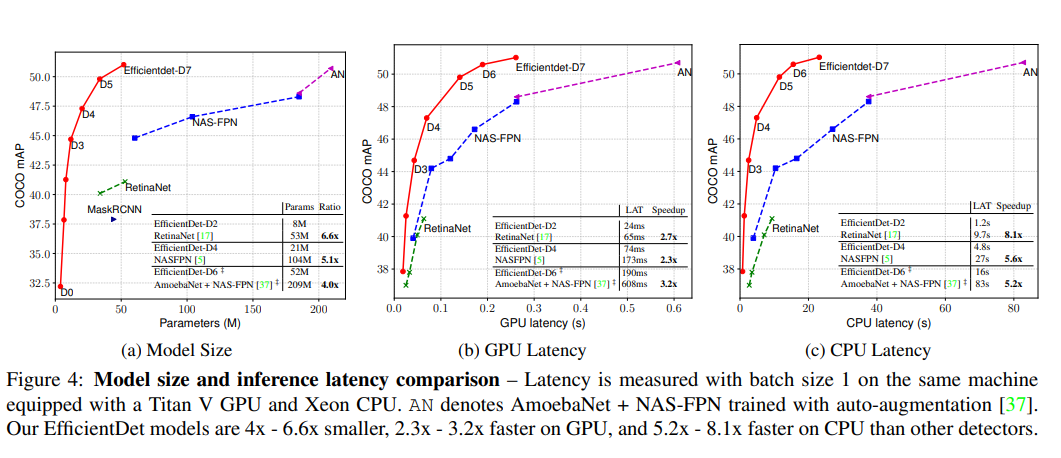 COCO mAP
50.0
47.5
45.0
42.5
40.0
37.5
35.0
32.5
Efficientdet-D7
AN
D5
D4
NAS-FPN
D3
RetinaNet
MaskRCNN
D0
Params Ratio
EfficientDet-D2 8M
RetinaNet [17] 53M 6.6x
EfficientDet-D4 21M
NASFPN [5] 104M 5.1x
EfficientDet-D6 ‡ 52M
AmoebaNet + NAS-FPN [37] ‡ 209M 4.0x
0 50 100 150 200
Parameters (M)
(a) Model Size
COCO mAP
50
48
46
44
42
40
38
Efficientdet-D7
AN
D6
D5
D4
NAS-FPN
D3
RetinaNet
LAT Speedup
EfficientDet-D2 24ms
RetinaNet [17] 65ms 2.7x
EfficientDet-D4 74ms
NASFPN [5] 173ms 2.3x
EfficientDet-D6 ‡ 190ms
AmoebaNet + NAS-FPN [37] ‡ 608ms 3.2x
0.0 0.1 0.2 0.3 0.4 0.5 0.6
GPU latency (s)
(b) GPU Latency
COCO mAP
50
48
46
44
42
40
38
Efficientdet-D7
AN
D6
D5
D4
NAS-FPN
D3
RetinaNet
LAT Speedup
EfficientDet-D2 1.2s
RetinaNet [17] 9.7s 8.1x
EfficientDet-D4 4.8s
NASFPN [5] 27s 5.6x
EfficientDet-D6 ‡ 16s
AmoebaNet + NAS-FPN [37] ‡ 83s 5.2x
0 20 40 60 80
CPU latency (s)
(c) CPU Latency
Figure 4: Model size and inference latency comparison – Latency is measured with batch size 1 on the same machine
equipped with a Titan V GPU and Xeon CPU. AN denotes AmoebaNet + NAS-FPN trained with auto-augmentation [37].
Our EfficientDet models are 4x - 6.6x smaller, 2.3x - 3.2x faster on GPU, and 5.2x - 8.1x faster on CPU than other detectors.